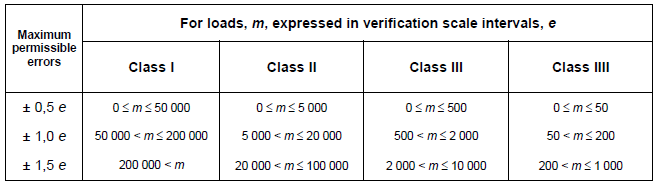 Maximum permissible errors
For loads, m, expressed in verification scale intervals, e
Class I Class II Class III Class IIII
± 0,5 e 0 ≤ m ≤ 50 000 0 ≤ m ≤ 5 000 0 ≤ m ≤ 500 0 ≤ m ≤ 50
± 1,0 e 50 000 < m ≤ 200 000 5 000 < m ≤ 20 000 500 < m ≤ 2 000 50 < m ≤ 200
± 1,5 e 200 000 < m 20 000 < m ≤ 100 000 2 000 < m ≤ 10 000 200 < m ≤ 1 000